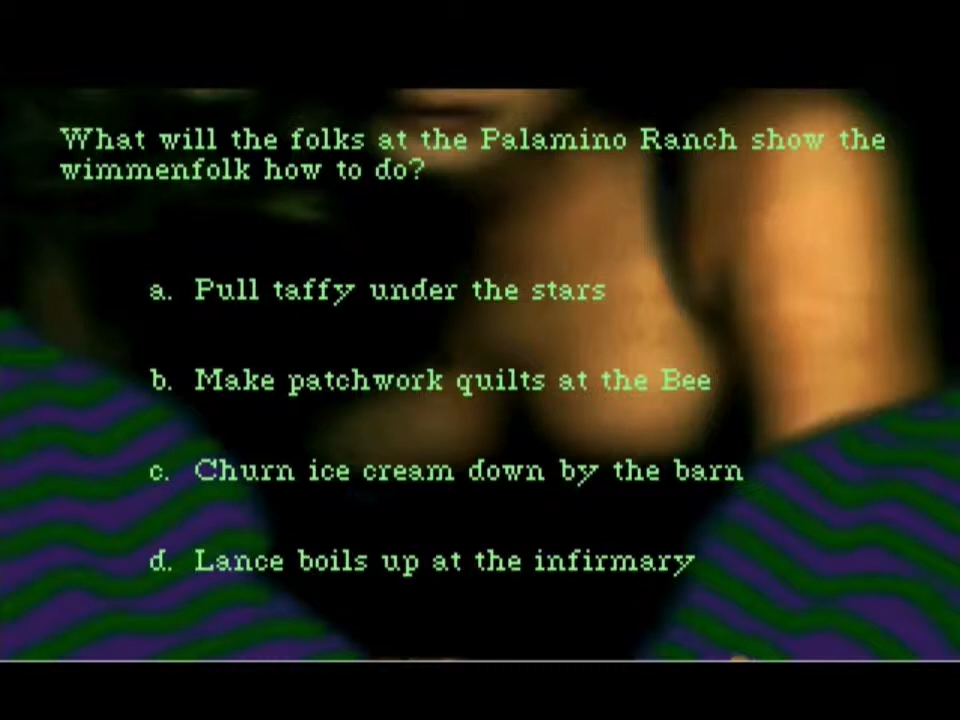 What will the folks at the Palamino Ranch show the
wimmenfolk how to do?
a. Pull taffy under the stars
b. Make patchwork quilts at the Bee
c. Churn ice cream down by the barn
d. Lance boils up at the infirmary